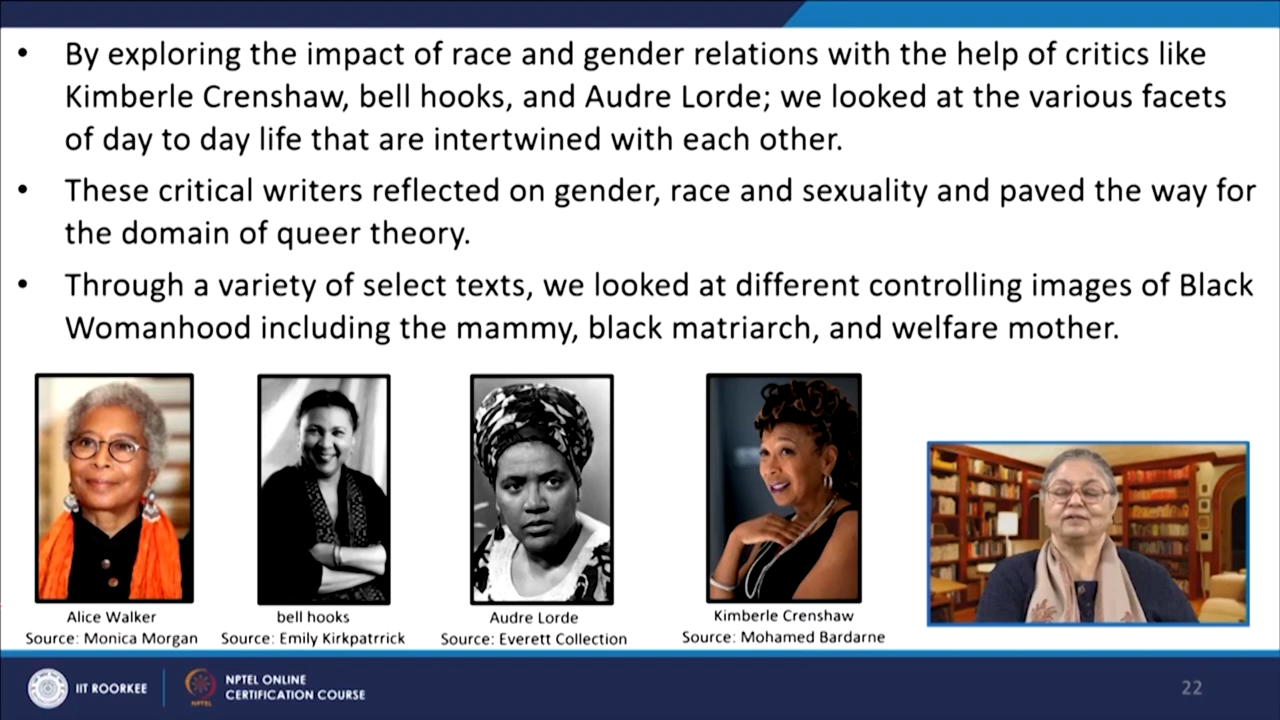 • By exploring the impact of race and gender relations with the help of critics like
Kimberle Crenshaw, bell hooks, and Audre Lorde; we looked at the various facets
of day to day life that are intertwined with each other.
• These critical writers reflected on gender, race and sexuality and paved the way for
the domain of queer theory.
• Through a variety of select texts, we looked at different controlling images of Black
Womanhood including the mammy, black matriarch, and welfare mother.
Alice Walker
Source: Monica Morgan
bell hooks
Source: Emily Kirkpatrrick
Audre Lorde
Source: Everett Collection
Kimberle Crenshaw
Source: Mohamed Bardarne
IIT ROORKEE
NPTEL
NPTEL ONLINE
CERTIFICATION COURSE
22